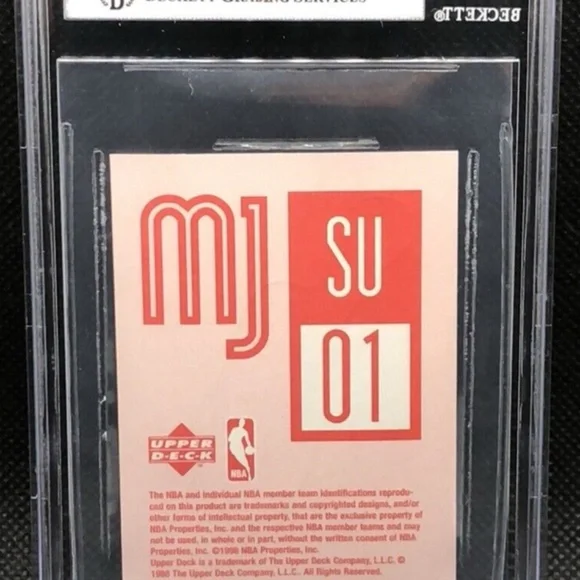 BECKETT GRADING SERVICES
BECKETT®
mj
SU
01
UPPER
D·E·C·K
NBA
The NBA and individual NBA member team identifications reprodu-
ced on this product are trademarks and copyrighted designs, and/or
other forms of intellectual property, that are the exclusive property of
NBA Properties, Inc. and the respective NBA member teams and may
not be used, in whole or in part, without the written consent of NBA
Properties, Inc. ©1998 NBA Properties, Inc.
Upper Deck is a trademark of The Upper Deck Company, L.L.C. ©
1998 The Upper Deck Company, L.L.C. All Rights Reserved.